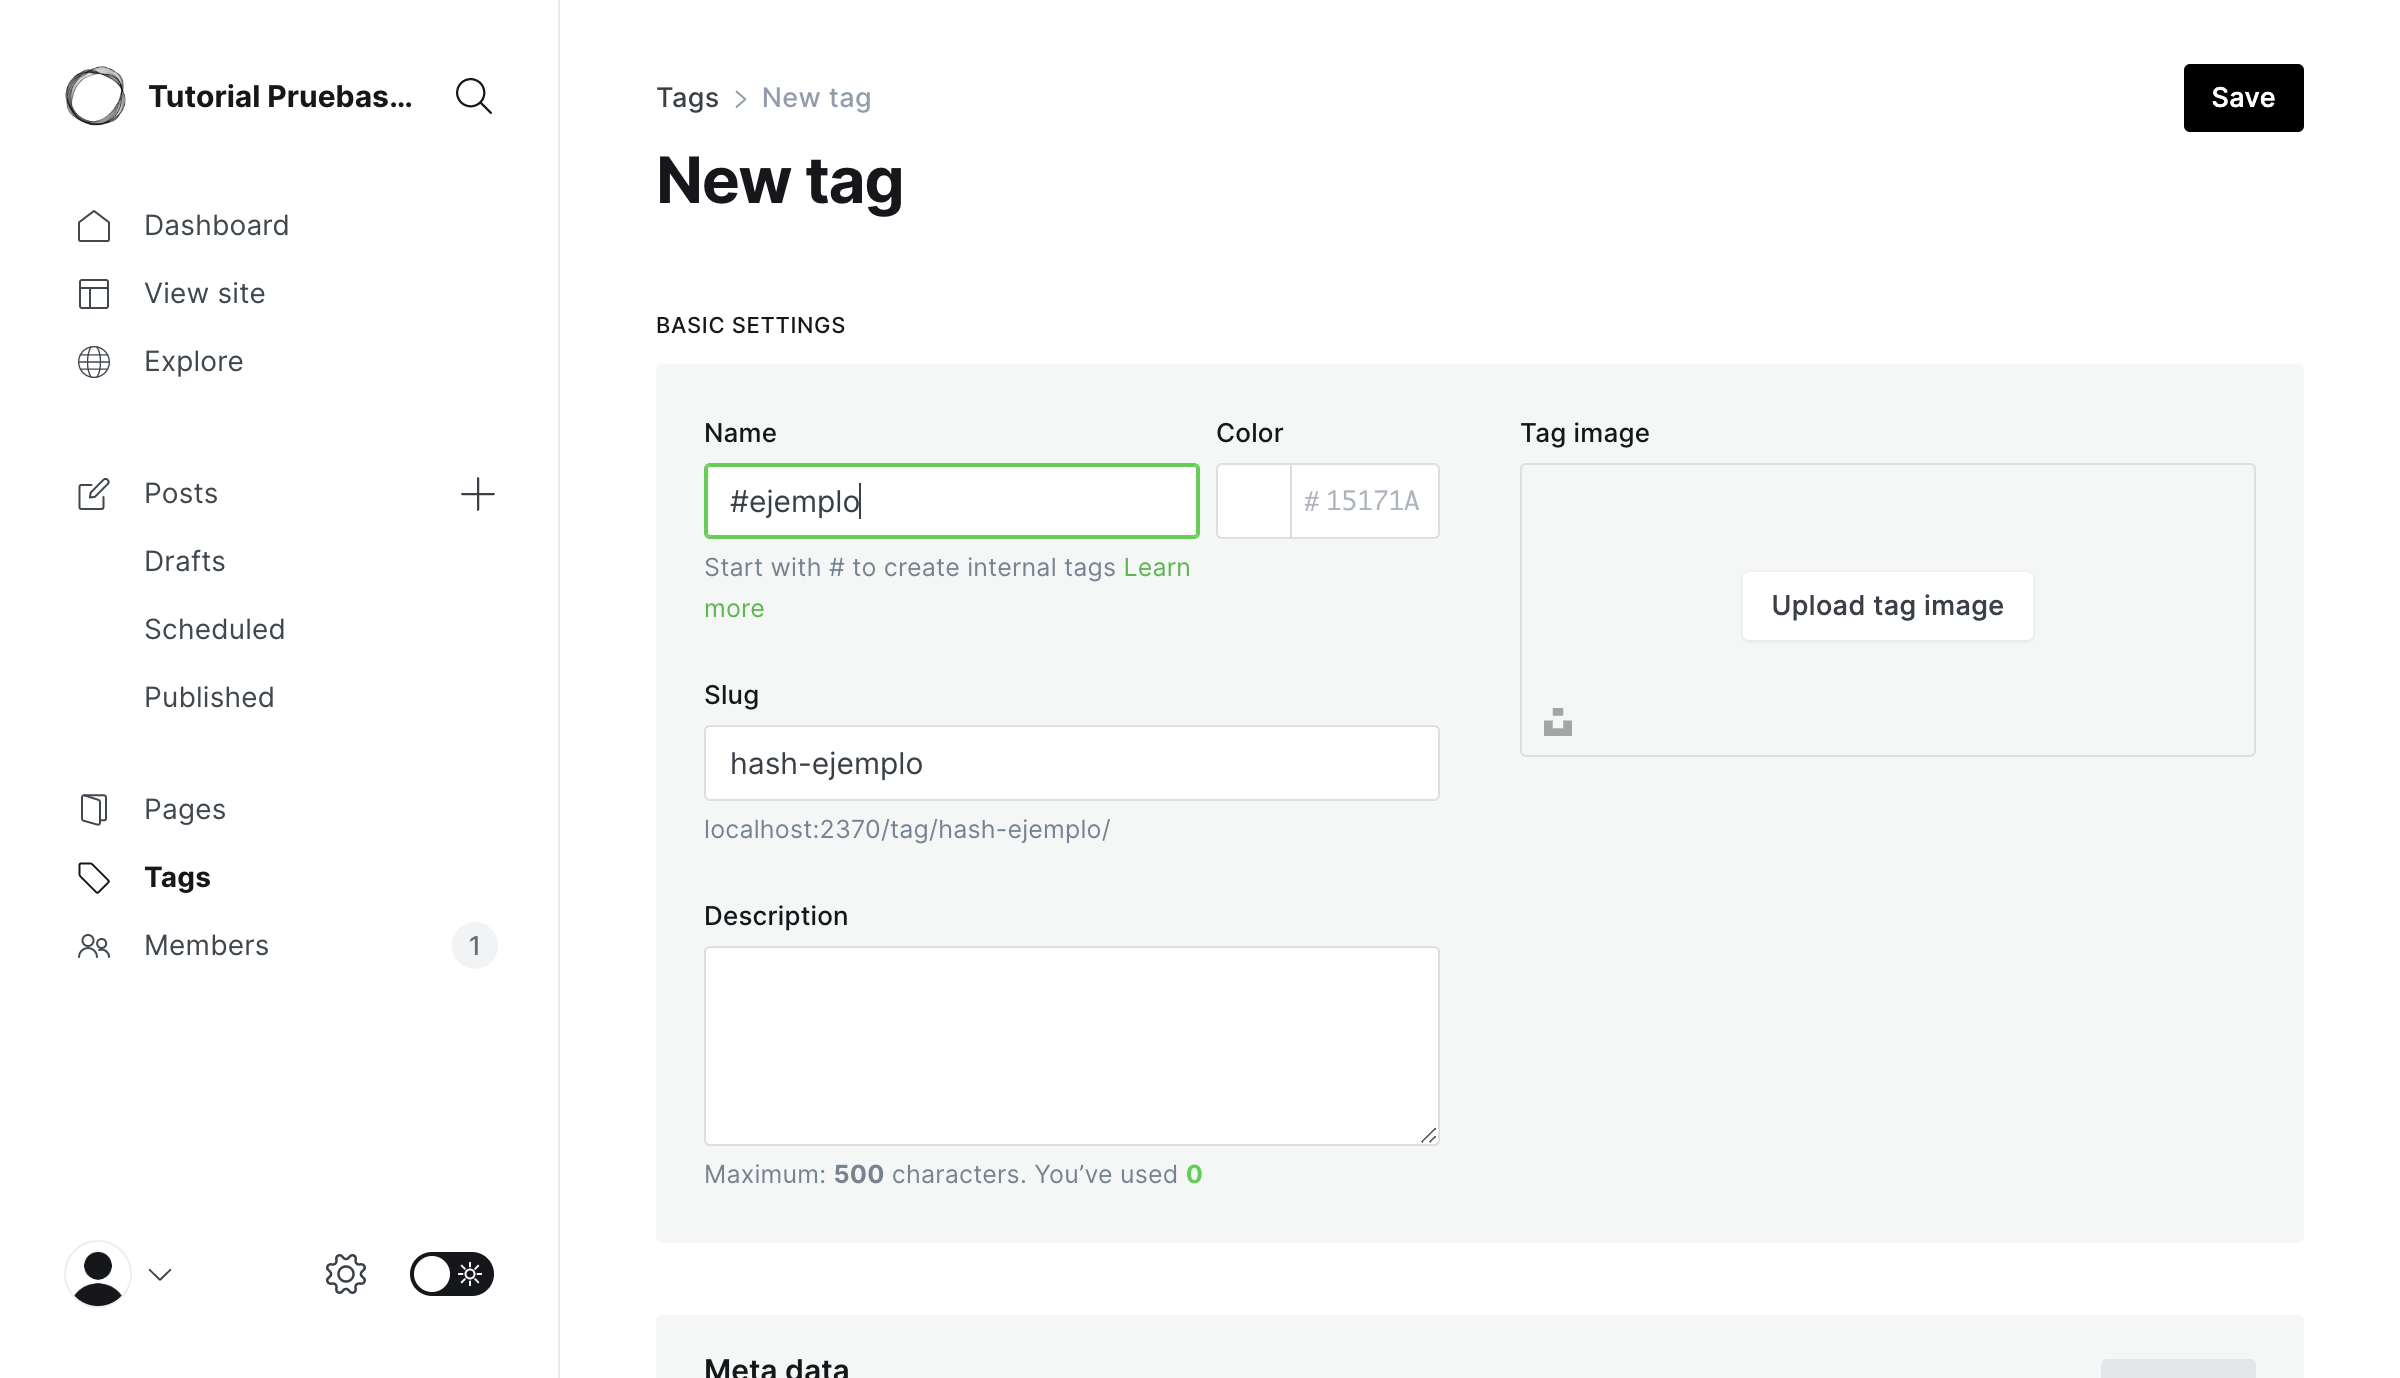 Tutorial Pruebas...
Dashboard
View site
Explore
Posts
Drafts
Scheduled
Published
Pages
Tags
Members
1
Tags > New tag
Save
New tag
BASIC SETTINGS
Name
#ejemplo
Start with # to create internal tags Learn
more
Color
# 15171A
Tag image
Upload tag image
Slug
hash-ejemplo
localhost:2370/tag/hash-ejemplo/
Description
Maximum: 500 characters. You’ve used 0
Meta data